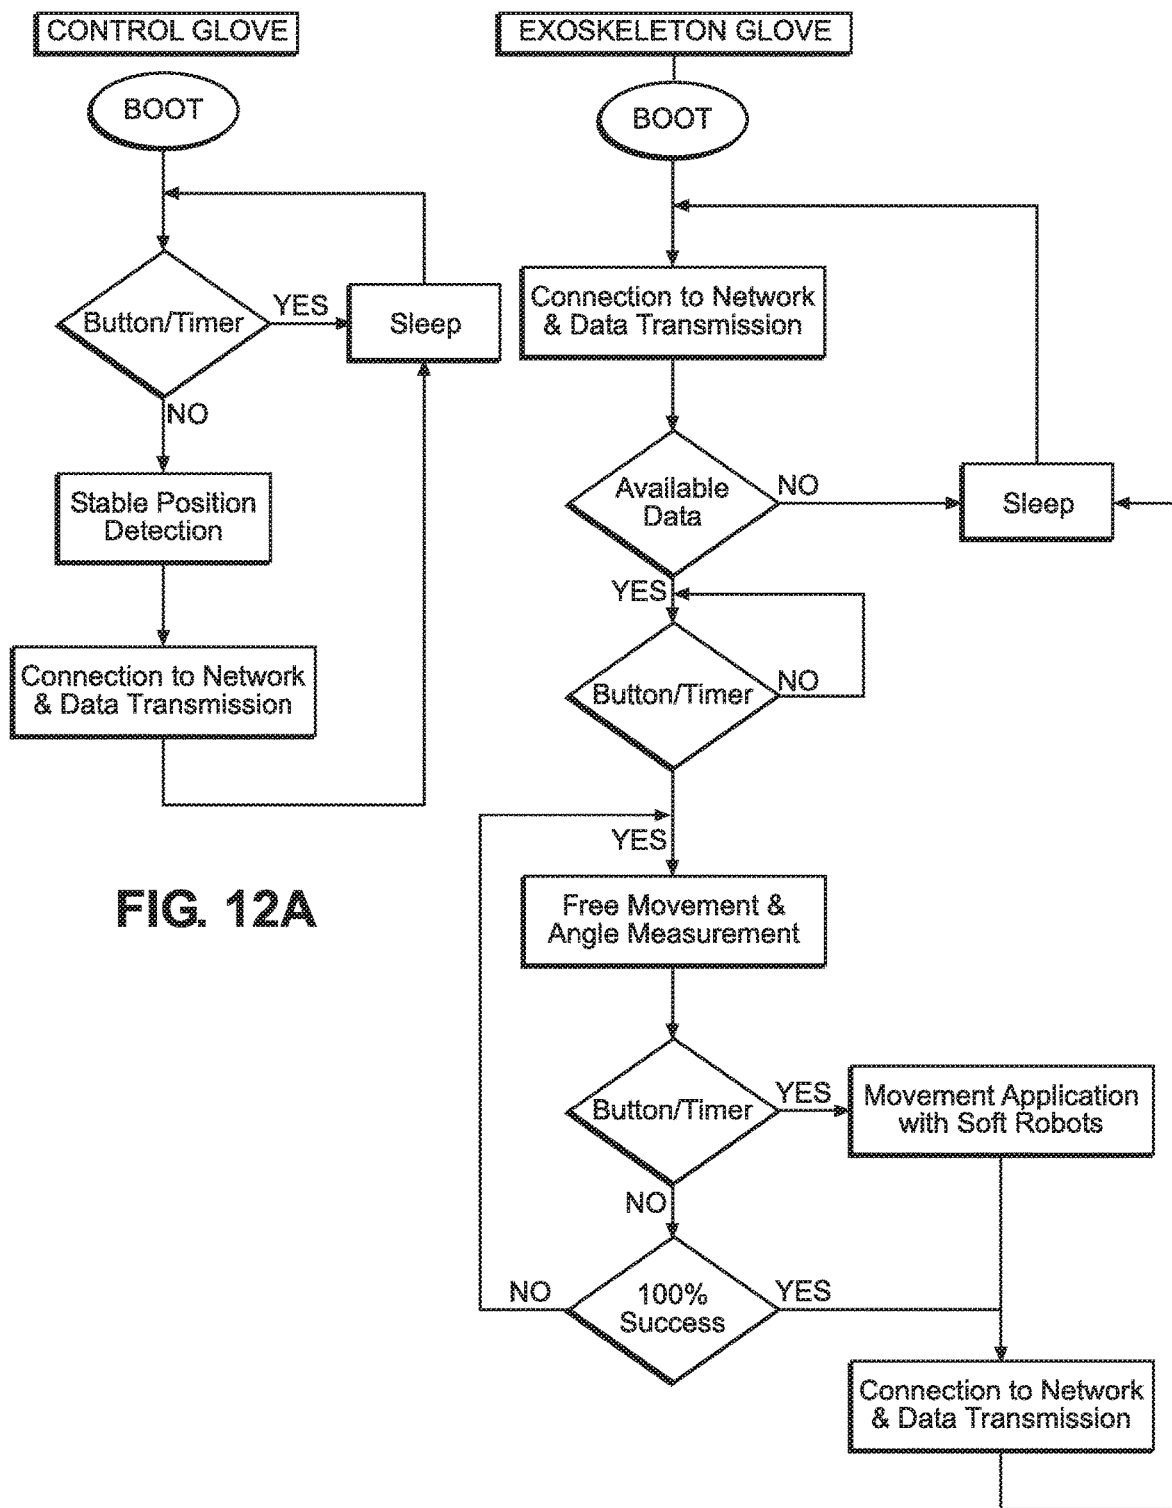 CONTROL GLOVE
BOOT
Button/Timer
YES
Sleep
NO
Stable Position
Detection
Connection to Network
& Data Transmission
FIG. 12A
EXOSKELETON GLOVE
BOOT
Connection to Network
& Data Transmission
Available
Data
NO
Sleep
YES
Button/Timer
NO
YES
Free Movement &
Angle Measurement
Button/Timer
YES
Movement Application
with Soft Robots
NO
100%
Success
NO
YES
Connection to Network
& Data Transmission